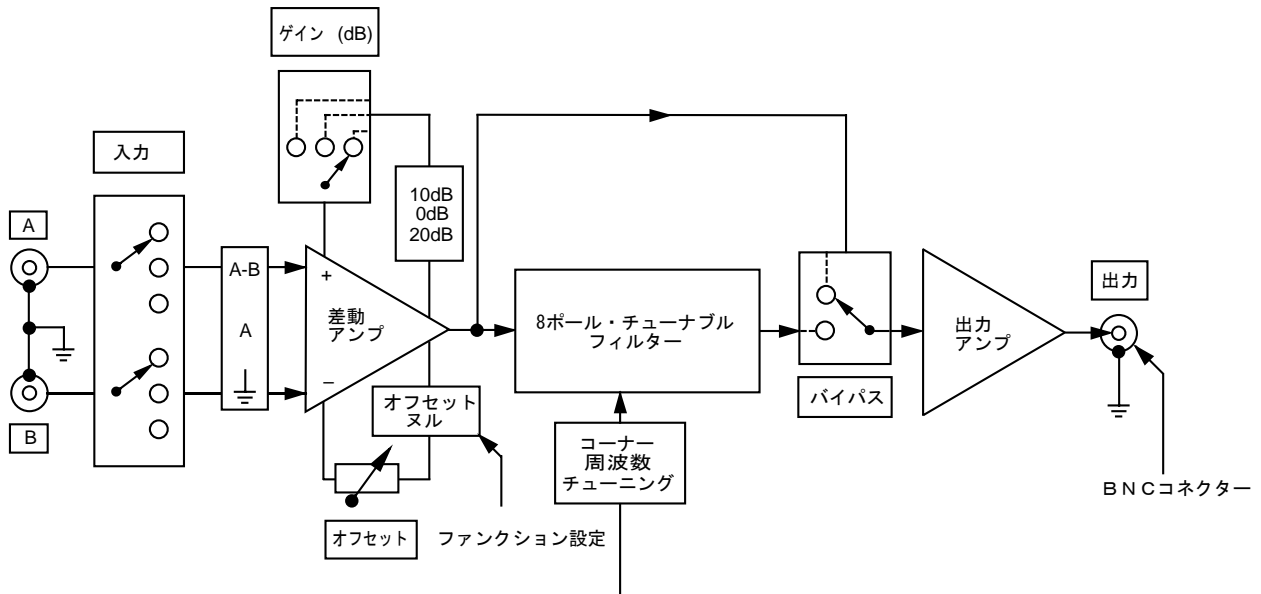 ゲイン (dB)
入力
A
B
A-B
A
+
差動
アンプ
−
10dB
0dB
20dB
オフセット
ヌル
オフセット
ファンクション設定
8ポール・チューナブル
フィルター
コーナー
周波数
チューニング
バイパス
出力
アンプ
出力
BNCコネクター